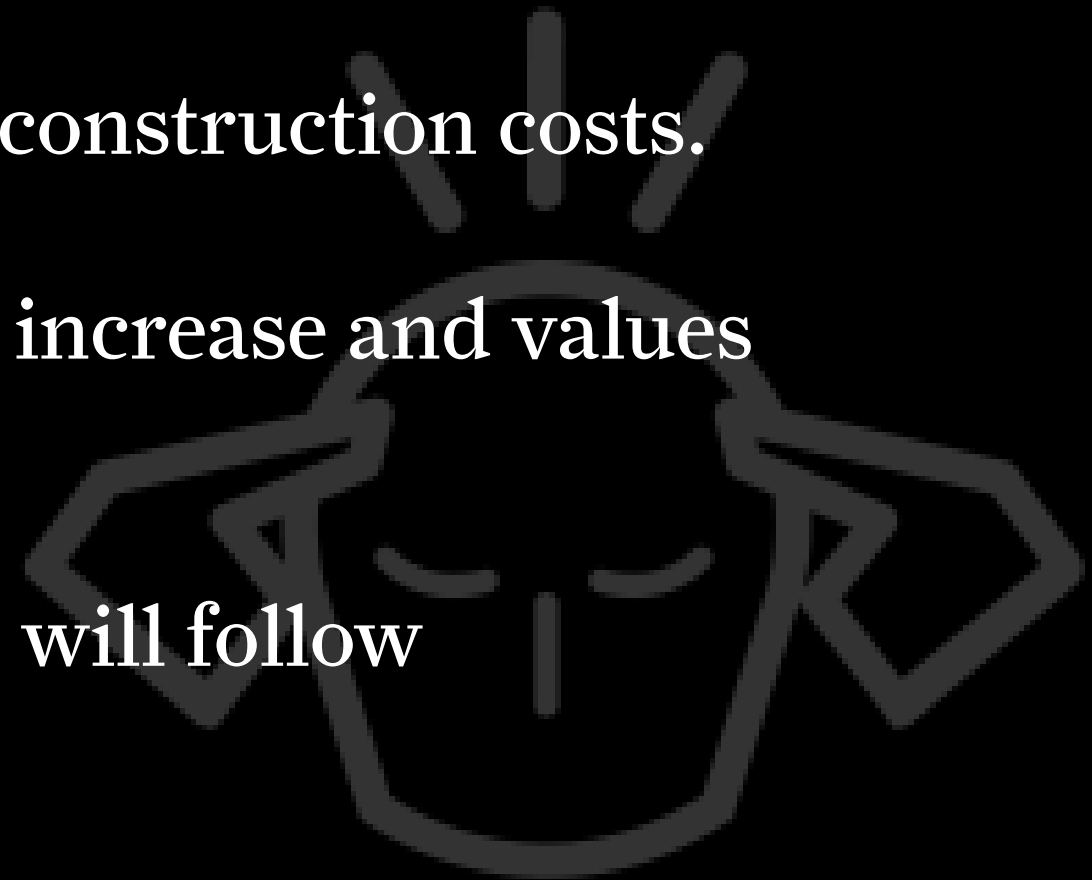 construction costs.
increase and values
will follow